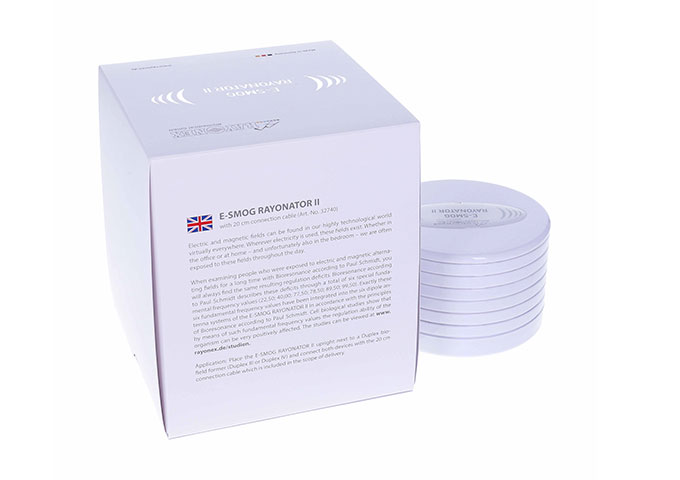 E-SMOG
RAYONATOR II
E-SMOG RAYONATOR II
with 20 cm connection cable (Art. No. 32740)
Electric and magnetic fields can be found in our highly technological world
virtually everywhere. Wherever electricity is used, these fields exist. Whether in
the office or at home – and unfortunately also in the bedroom – we are often
exposed to these fields throughout the day.
When examining people who were exposed to electric and magnetic alterna-
ting fields for a long time with Bioresonance according to Paul Schmidt, you
will always find the same resulting regulation deficits. Bioresonance according
to Paul Schmidt describes these deficits through a total of six special funda-
mental frequency values (22.50; 40.00; 77.50; 79.50; 89.50; 99.50). Exactly these
six fundamental frequency values have been integrated into the six dipole an-
tenna systems of the E-SMOG RAYONATOR II in accordance with the principles
of Bioresonance according to Paul Schmidt. Cell biological studies show that
by means of such fundamental frequency values the regulation ability of the
organism can be very positively affected. The studies can be viewed at www.
rayonex.de/studien.
Application: Place the E-SMOG RAYONATOR II upright next to a Duplex bio-
field former (Duplex III or Duplex IV) and connect both devices with the 20 cm
connection cable which is included in the scope of delivery.
E-SMOG
RAYONATOR II